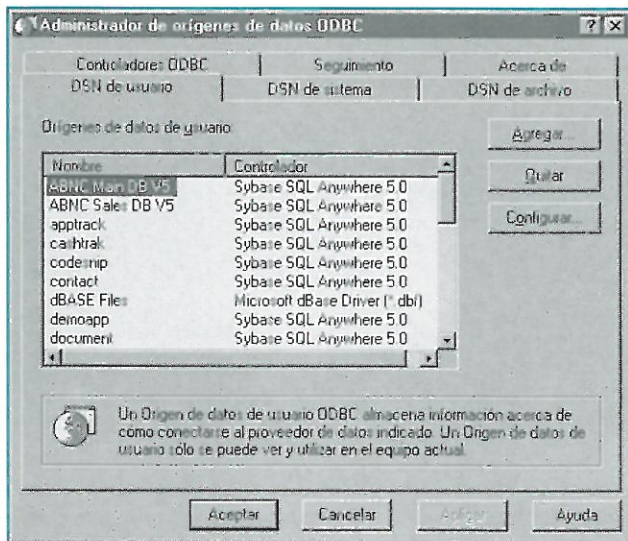 Administrador de orígenes de datos ODBC
Controladores ODBC
Seguimiento
Acerca de
DSN de usuario
DSN de sistema
DSN de archivo
Orígenes de datos de usuario:
Agregar...
Nombre
Controlador
ABNC Main DB V5
Sybase SQL Anywhere 5.0
Quitar
ABNC Sales DB V5
Sybase SQL Anywhere 5.0
Configurar...
apptrack
Sybase SQL Anywhere 5.0
cashtrak
Sybase SQL Anywhere 5.0
codesnip
Sybase SQL Anywhere 5.0
contact
Sybase SQL Anywhere 5.0
dBASE Files
Microsoft dBase Driver (*.dbf)
demoapp
Sybase SQL Anywhere 5.0
document
Sybase SQL Anywhere 5.0
Un Origen de datos de usuario ODBC almacena información acerca de
cómo conectarse al proveedor de datos indicado. Un Origen de datos de
usuario sólo se puede ver y utilizar en el equipo actual.
Aceptar
Cancelar
Aplicar
Ayuda